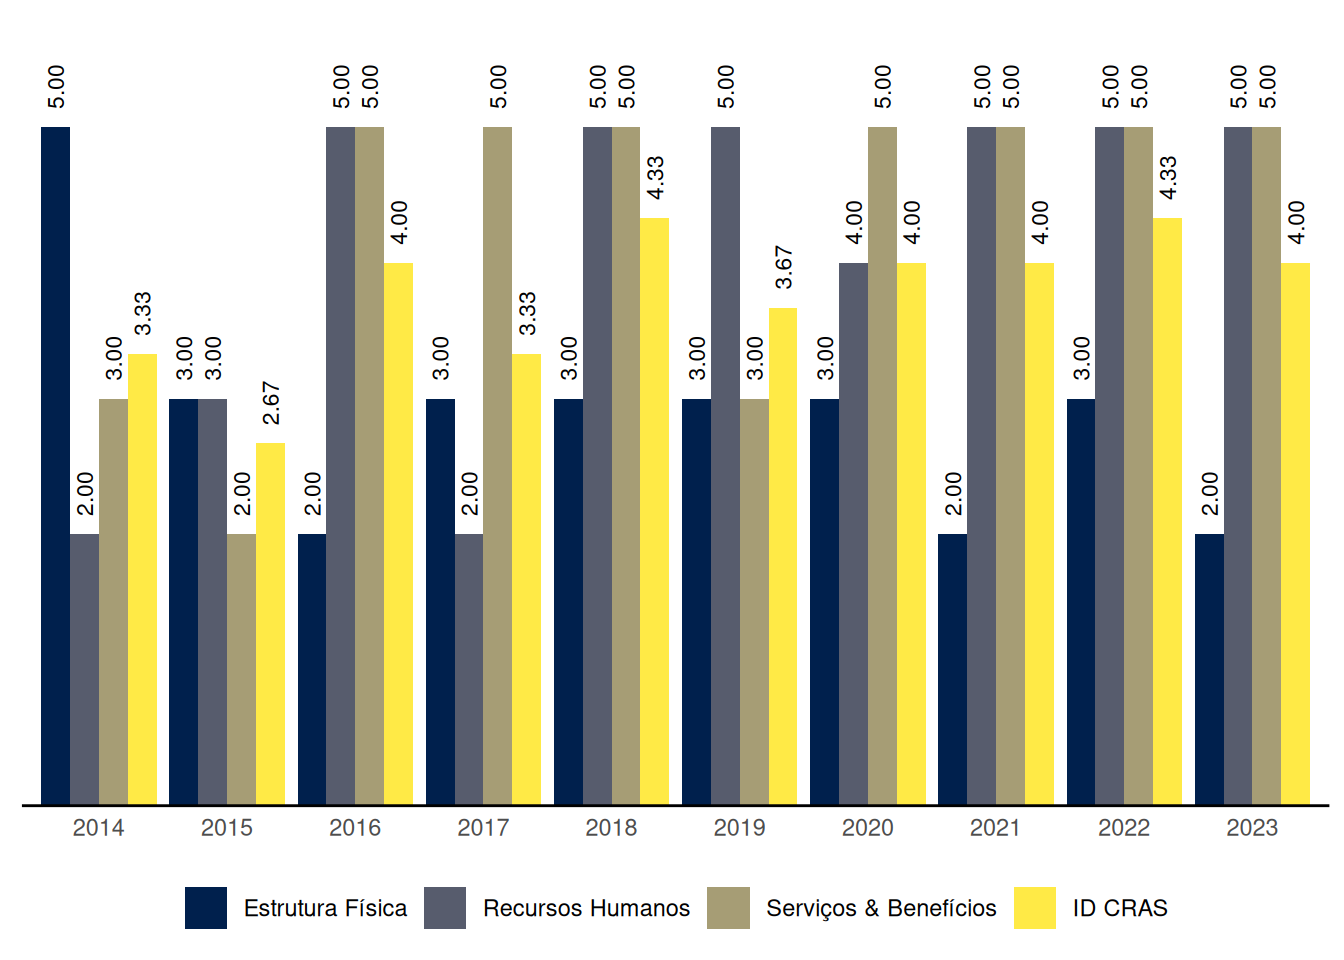 5.00 2.00 3.00 3.33 3.00 3.00 2.00 2.67 2.00 5.00 5.00 4.00 3.00 2.00 5.00 3.33 3.00 5.00 5.00 4.33 3.00 5.00 3.00 3.67 3.00 4.00 5.00 4.00 2.00 5.00 5.00 4.00 3.00 5.00 5.00 4.33 2.00 5.00 5.00 4.00
2014 2015 2016 2017 2018 2019 2020 2021 2022 2023
Estrutura Física Recursos Humanos Serviços & Benefícios ID CRAS